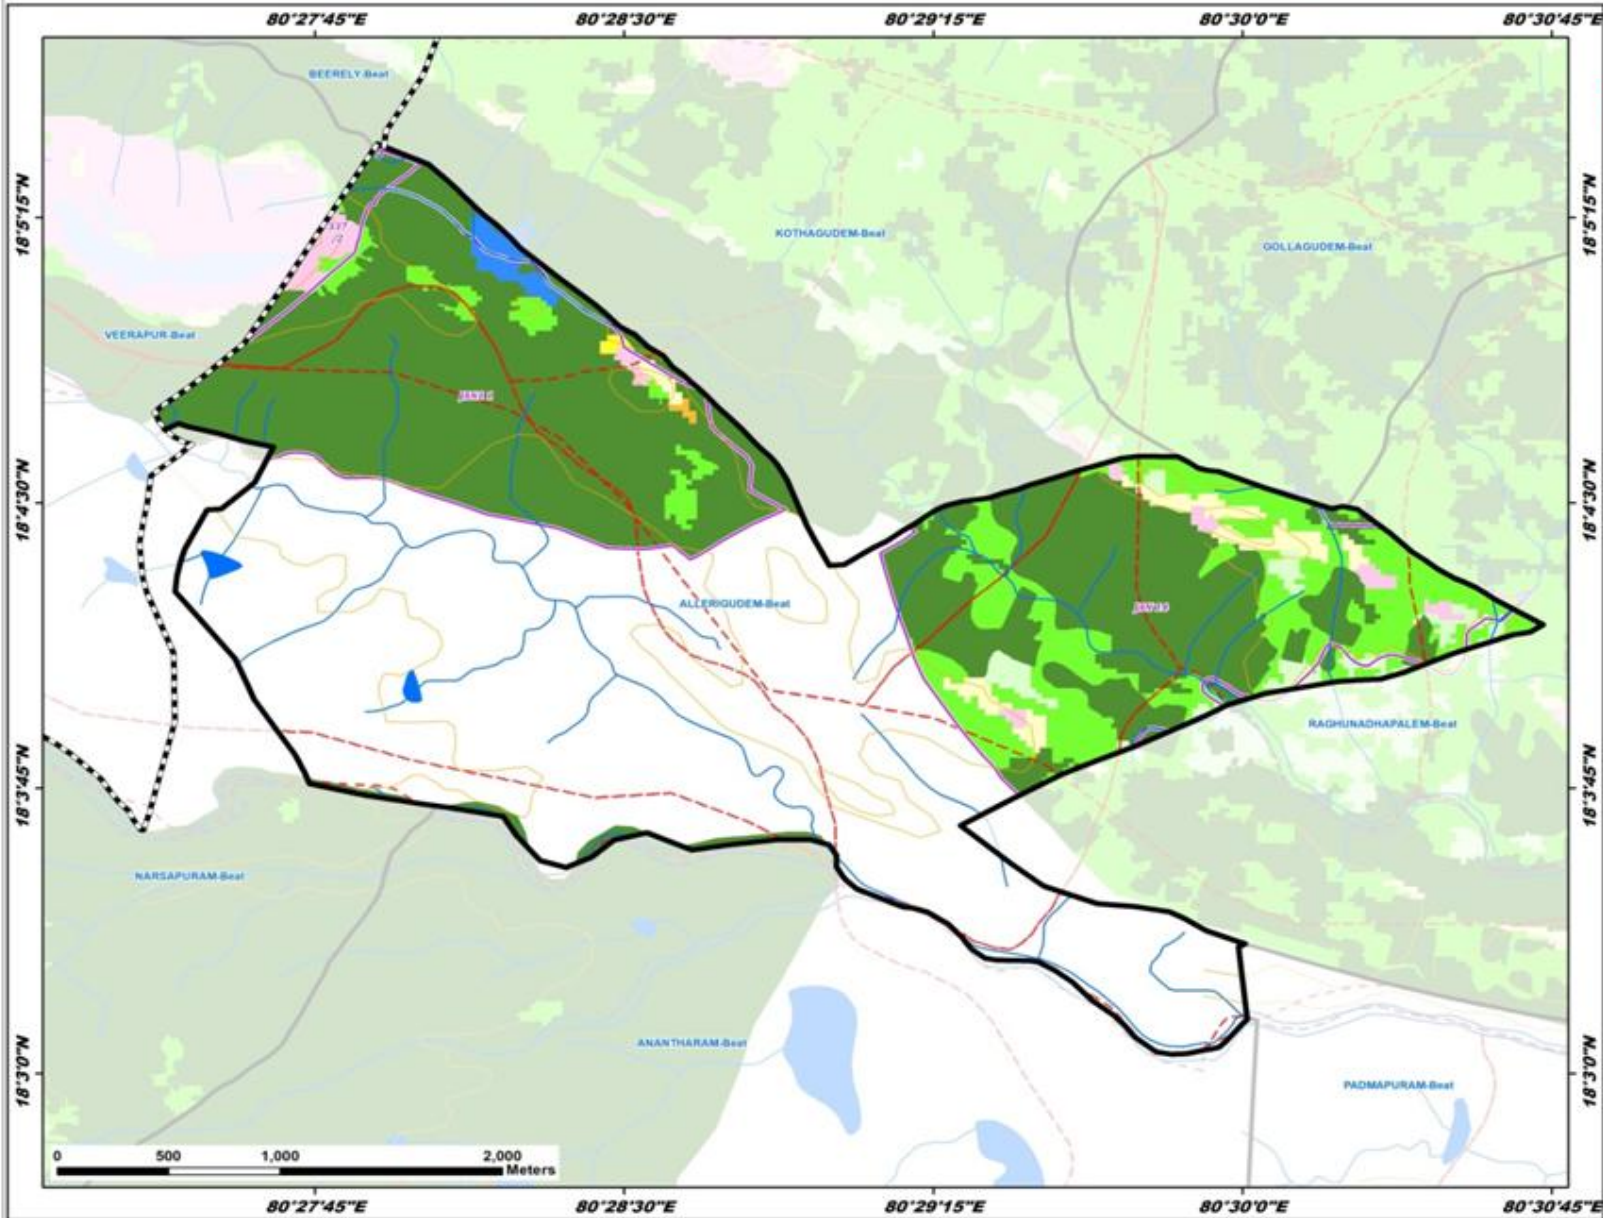 80°27'45"E 80°28'30"E 80°29'15"E 80°30'0"E 80°30'45"E
BEERELY-Beat
18°5'15"N 18°5'15"N
KOTHAGUDEM-Beat
GOLLAGUDEM-Beat
VEERAPUR-Beat
18°4'30"N 18°4'30"N
ALLERIGUDEM-Beat
RAGHUNADHAPALEM-Beat
18°3'45"N 18°3'45"N
NARSAPURAM-Beat
ANANTHARAM-Beat
18°3'0"N 18°3'0"N
PADMAPURAM-Beat
0 500 1,000 2,000
Meters
80°27'45"E 80°28'30"E 80°29'15"E 80°30'0"E 80°30'45"E